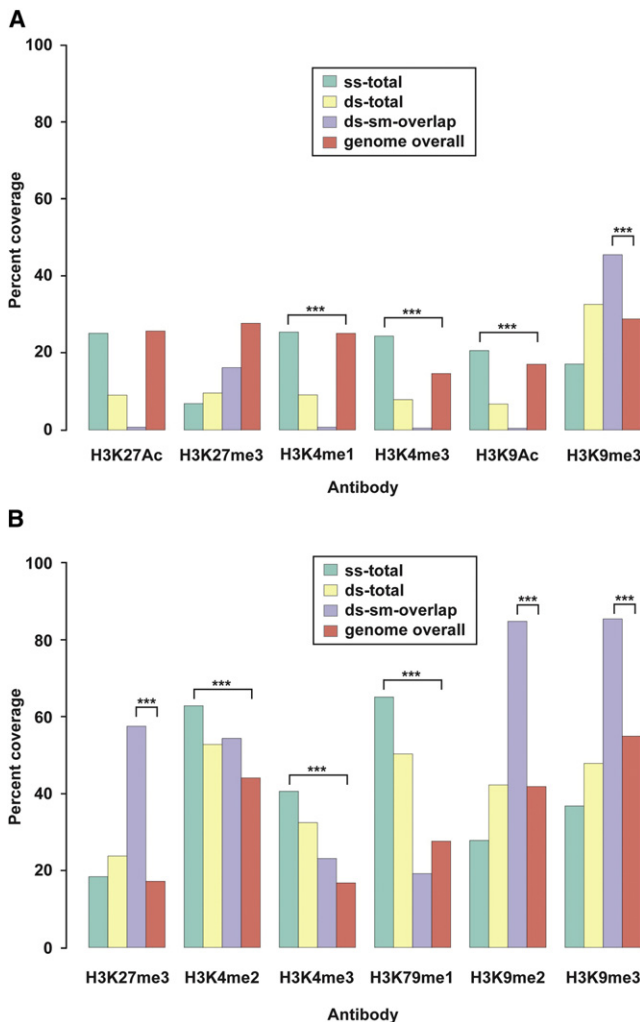 A
100
80
60
40
20
0
Percent coverage
ss-total
ds-total
ds-sm-overlap
genome overall
*** *** *** ***
H3K27Ac H3K27me3 H3K4me1 H3K4me3 H3K9Ac H3K9me3
Antibody
B
100
80
60
40
20
0
Percent coverage
ss-total
ds-total
ds-sm-overlap
genome overall
*** *** *** *** *** ***
H3K27me3 H3K4me2 H3K4me3 H3K79me1 H3K9me2 H3K9me3
Antibody